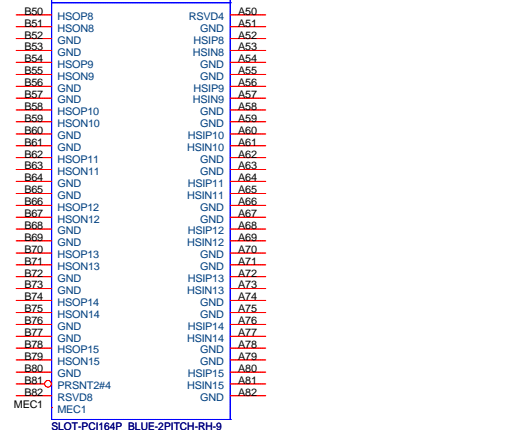 B50 HSOP8 RSVD4 A50
B51 HSON8 GND A51
B52 GND HSIP8 A52
B53 GND HSIN8 A53
B54 HSOP9 GND A54
B55 HSON9 GND A55
B56 GND HSIP9 A56
B57 GND HSIN9 A57
B58 HSOP10 GND A58
B59 HSON10 GND A59
B60 GND HSIP10 A60
B61 GND HSIN10 A61
B62 HSOP11 GND A62
B63 HSON11 GND A63
B64 GND HSIP11 A64
B65 GND HSIN11 A65
B66 HSOP12 GND A66
B67 HSON12 GND A67
B68 GND HSIP12 A68
B69 GND HSIN12 A69
B70 HSOP13 GND A70
B71 HSON13 GND A71
B72 GND HSIP13 A72
B73 GND HSIN13 A73
B74 HSOP14 GND A74
B75 HSON14 GND A75
B76 GND HSIP14 A76
B77 GND HSIN14 A77
B78 HSOP15 GND A78
B79 HSON15 GND A79
B80 GND HSIP15 A80
B81 PRSNT2#4 HSIN15 A81
B82 RSVD8 GND A82
MEC1 MEC1
SLOT-PCI164P_BLUE-2PITCH-RH-9